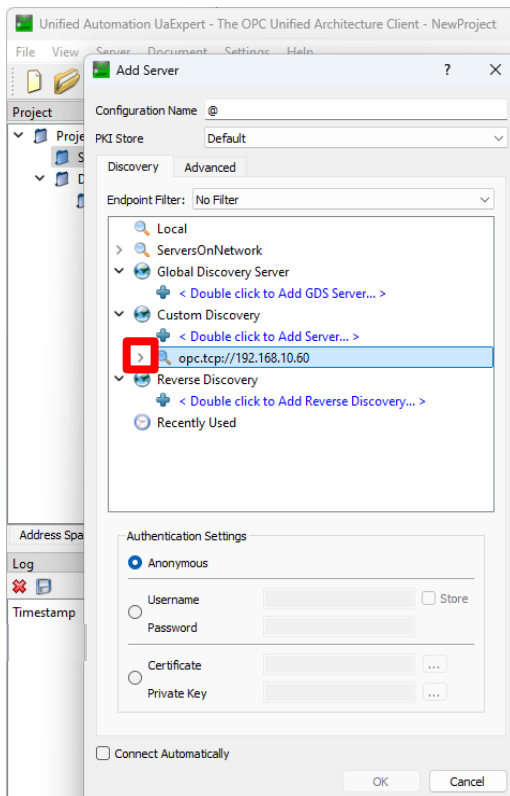 Unified Automation UaExpert - The OPC Unified Architecture Client - NewProject
File View Server Document Settings Help
Add Server ? ×
Project
Configuration Name @
Proje
PKI Store Default
S
Discovery Advanced
D
Endpoint Filter: No Filter
Local
ServersOnNetwork
Global Discovery Server
< Double click to Add GDS Server... >
Custom Discovery
< Double click to Add Server... >
opc.tcp://192.168.10.60
Reverse Discovery
< Double click to Add Reverse Discovery... >
Recently Used
Address Spa
Authentication Settings
Log
Anonymous
Username Store
Timestamp
Password
Certificate ...
Private Key ...
Connect Automatically
OK Cancel